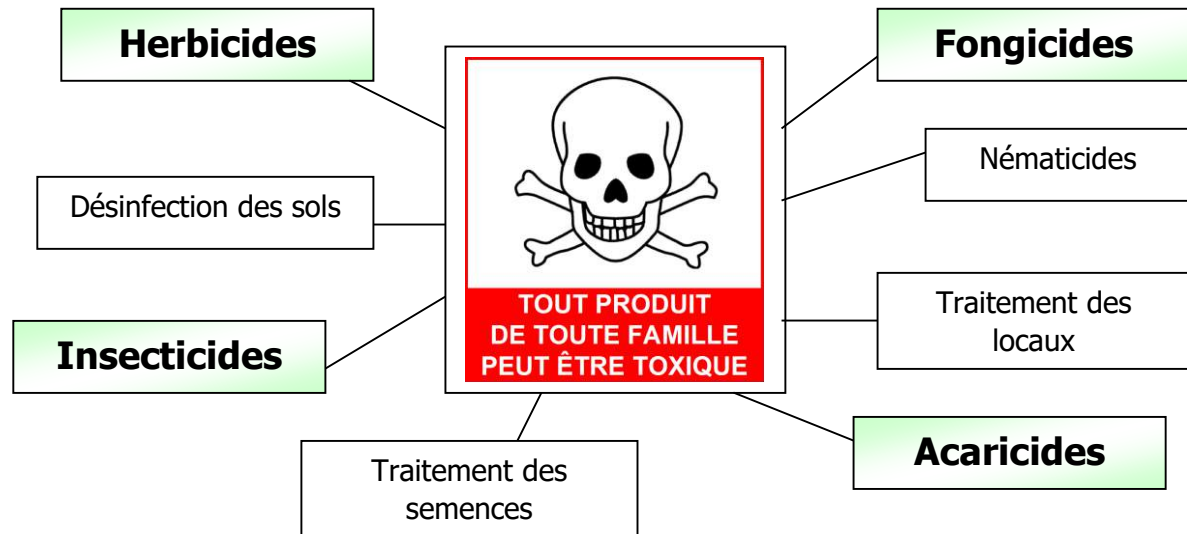 Herbicides
Fongicides
Nématicides
Désinfection des sols
TOUT PRODUIT
DE TOUTE FAMILLE
PEUT ÊTRE TOXIQUE
Traitement des
locaux
Insecticides
Acaricides
Traitement des
semences